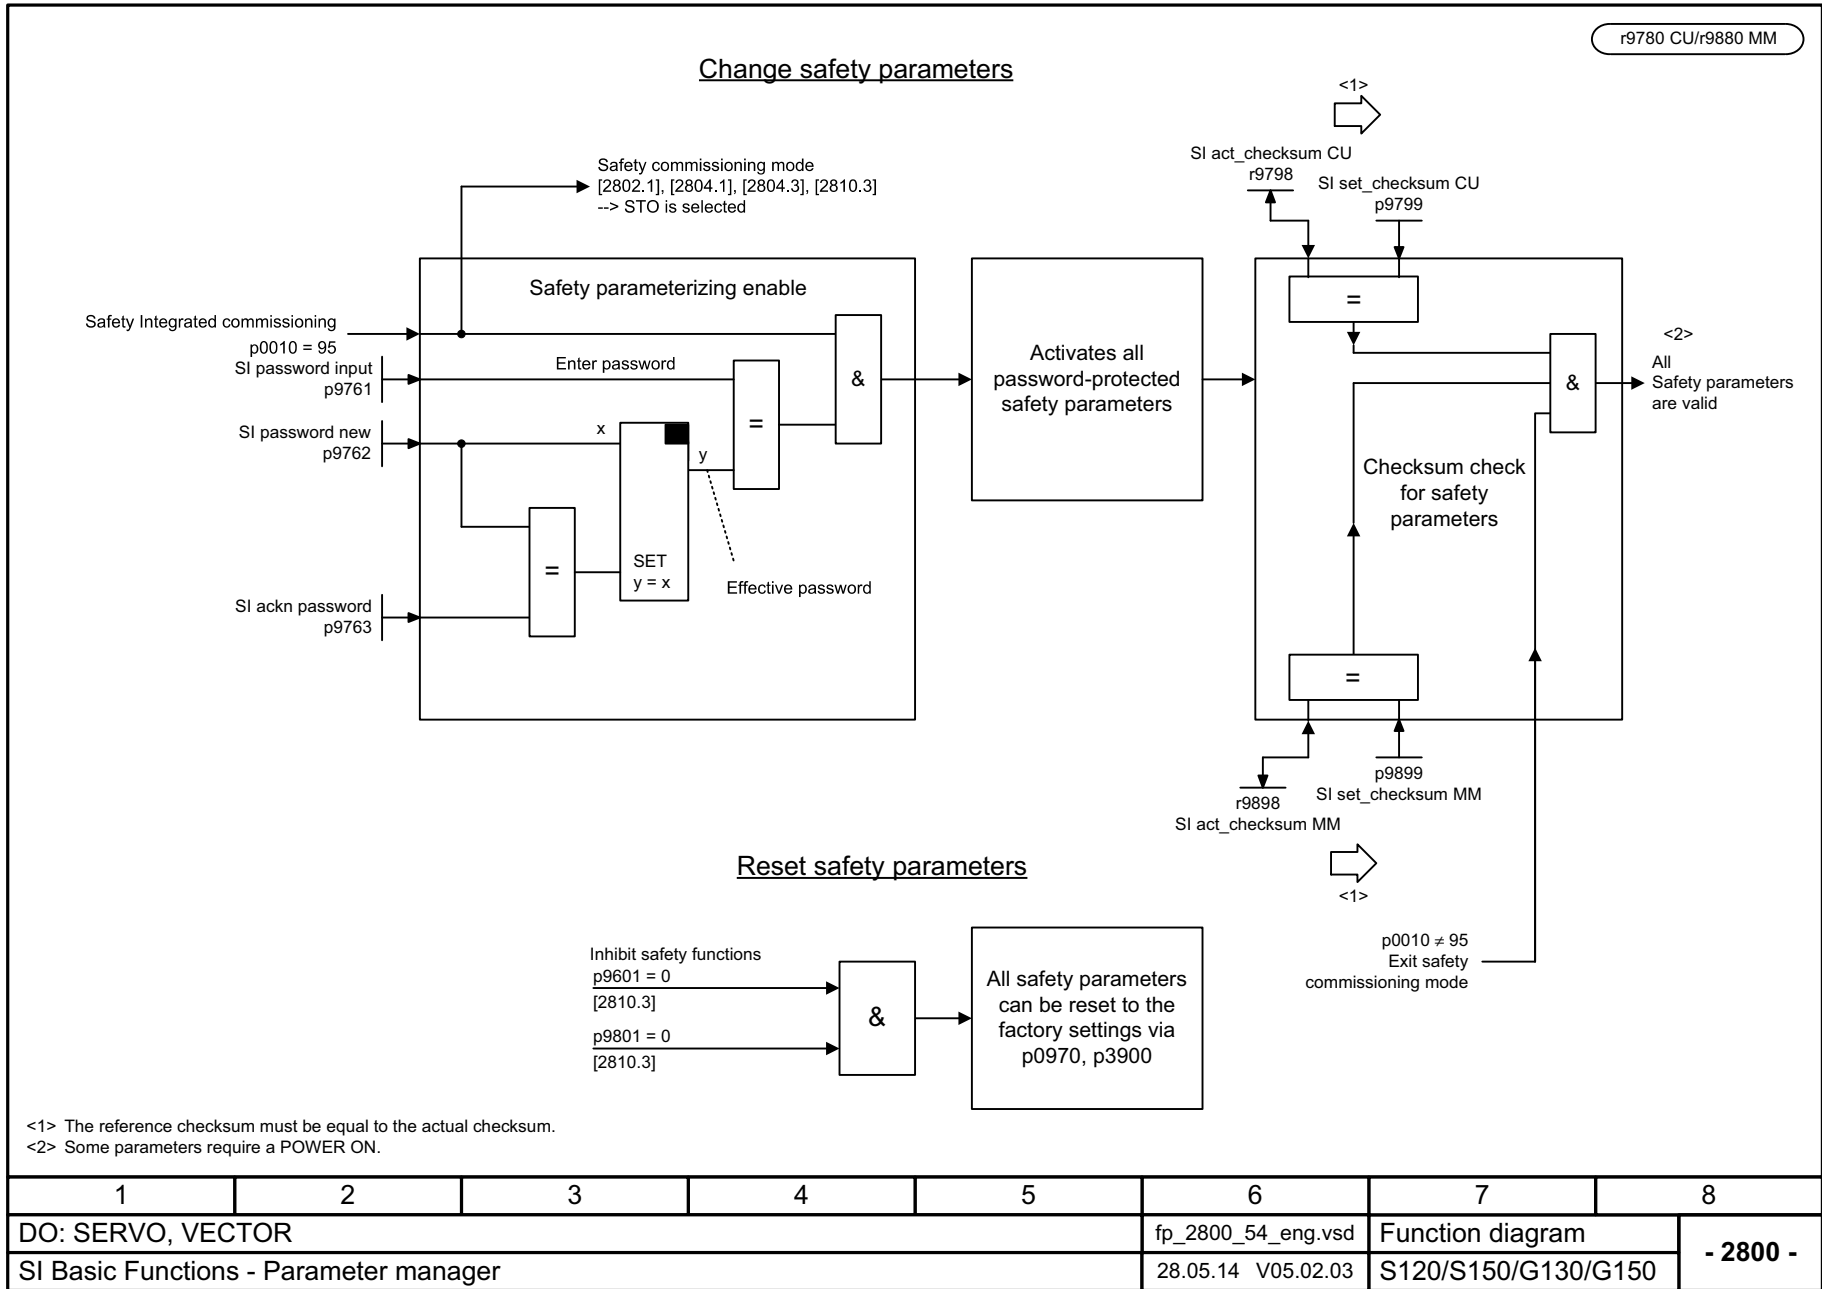 r9780 CU/r9880 MM
Change safety parameters
<1>
SI act_checksum CU
r9798
SI set_checksum CU
p9799
Safety commissioning mode
[2802.1], [2804.1], [2804.3], [2810.3]
--> STO is selected
Safety parameterizing enable
Safety Integrated commissioning
p0010 = 95
SI password input
p9761
Enter password
SI password new
p9762
x
y
=
&
=
SET
y = x
Effective password
SI ackn password
p9763
Activates all
password-protected
safety parameters
=
&
<2>
All
Safety parameters
are valid
Checksum check
for safety
parameters
=
p9899
SI set_checksum MM
r9898
SI act_checksum MM
<1>
p0010 ≠ 95
Exit safety
commissioning mode
Reset safety parameters
Inhibit safety functions
p9601 = 0
[2810.3]
p9801 = 0
[2810.3]
&
All safety parameters
can be reset to the
factory settings via
p0970, p3900
<1> The reference checksum must be equal to the actual checksum.
<2> Some parameters require a POWER ON.
1 2 3 4 5 6 7 8
DO: SERVO, VECTOR
fp_2800_54_eng.vsd
Function diagram
- 2800 -
SI Basic Functions - Parameter manager
28.05.14 V05.02.03
S120/S150/G130/G150